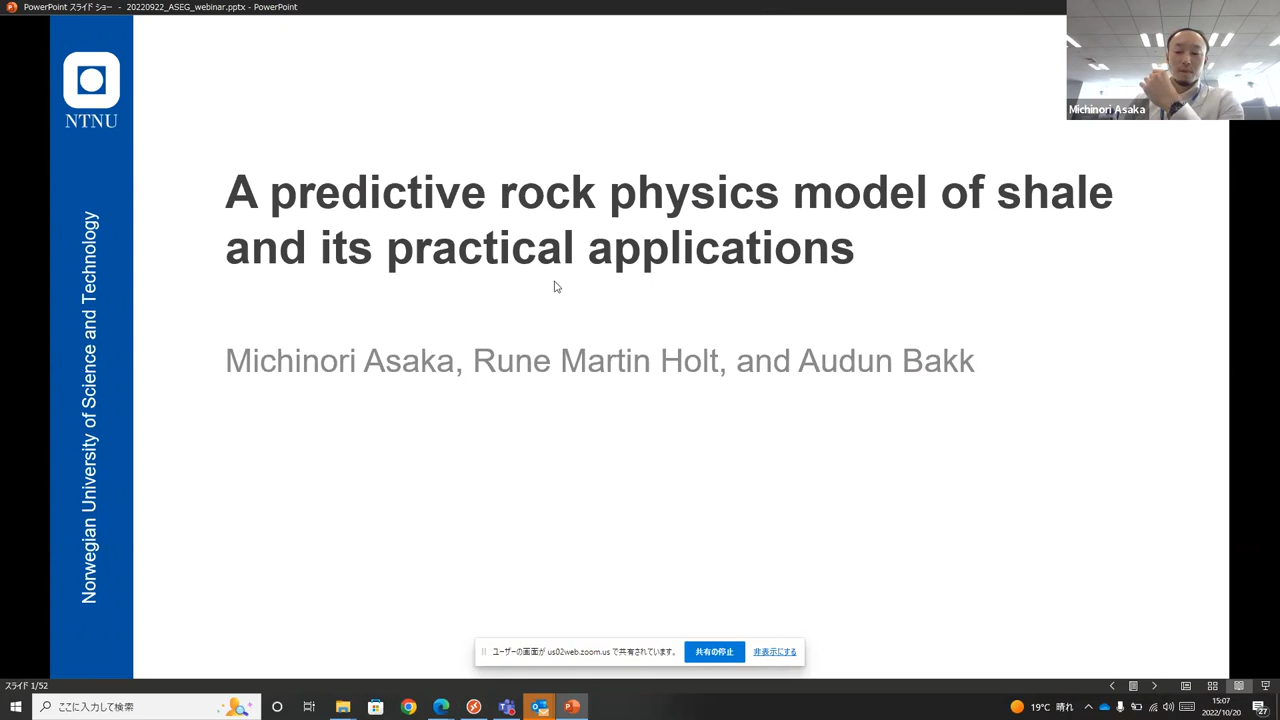 PowerPoint スライド ショー - 20220922_ASEG_webinar.pptx - PowerPoint
Michinori Asaka
NTNU
Norwegian University of Science and Technology
A predictive rock physics model of shale
and its practical applications
Michinori Asaka, Rune Martin Holt, and Audun Bakk
ユーザーの画面が us02web.zoom.us で共有されています。 共有の停止 非表示にする
スライド 1/52
ここに入力して検索
19°C 晴れ
15:07
2022/10/20
27